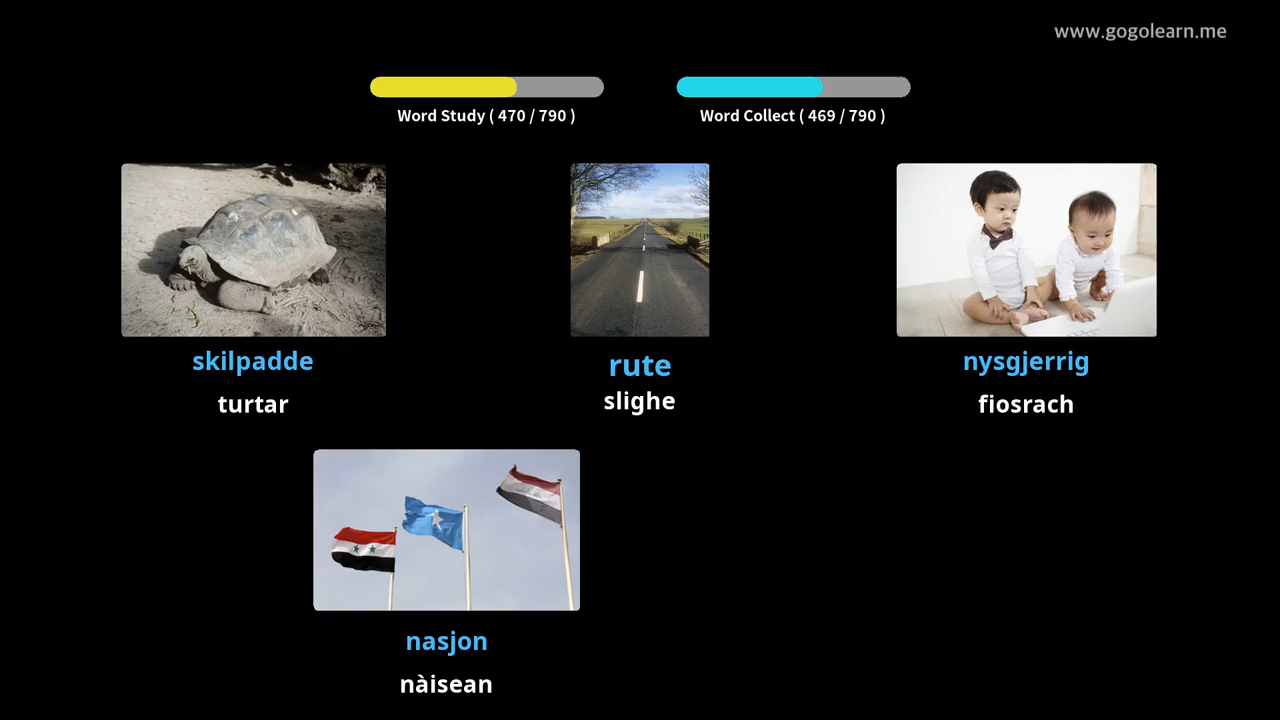 www.gogolearn.me
Word Study ( 470 / 790 )
Word Collect ( 469 / 790 )
skilpadde
turtar
rute
slighe
nysgjerrig
fiosrach
nasjon
nàisean